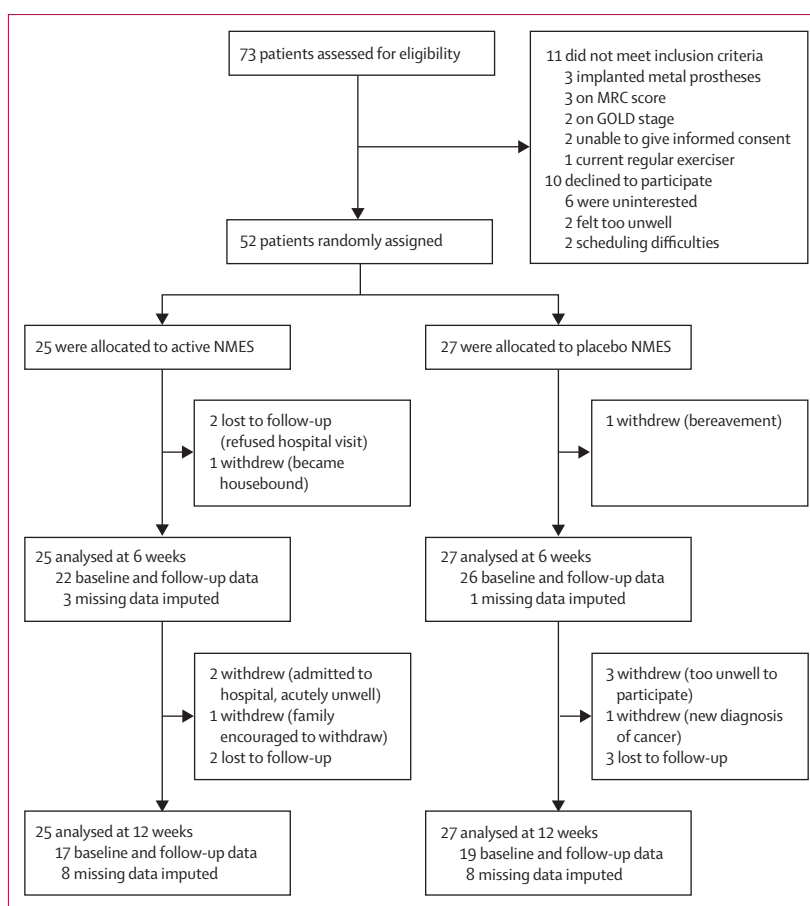 73 patients assessed for eligibility
11 did not meet inclusion criteria
3 implanted metal prostheses
3 on MRC score
2 on GOLD stage
2 unable to give informed consent
1 current regular exerciser
10 declined to participate
6 were uninterested
2 felt too unwell
2 scheduling difficulties
52 patients randomly assigned
25 were allocated to active NMES
27 were allocated to placebo NMES
2 lost to follow-up
(refused hospital visit)
1 withdrew (became
housebound)
1 withdrew (bereavement)
25 analysed at 6 weeks
22 baseline and follow-up data
3 missing data imputed
27 analysed at 6 weeks
26 baseline and follow-up data
1 missing data imputed
2 withdrew (admitted to
hospital, acutely unwell)
1 withdrew (family
encouraged to withdraw)
2 lost to follow-up
3 withdrew (too unwell to
participate)
1 withdrew (new diagnosis
of cancer)
3 lost to follow-up
25 analysed at 12 weeks
17 baseline and follow-up data
8 missing data imputed
27 analysed at 12 weeks
19 baseline and follow-up data
8 missing data imputed